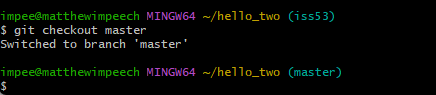 impee@matthewimpeech MINGW64 ~/hello_two (iss53)
$ git checkout master
Switched to branch 'master'
impee@matthewimpeech MINGW64 ~/hello_two (master)
$